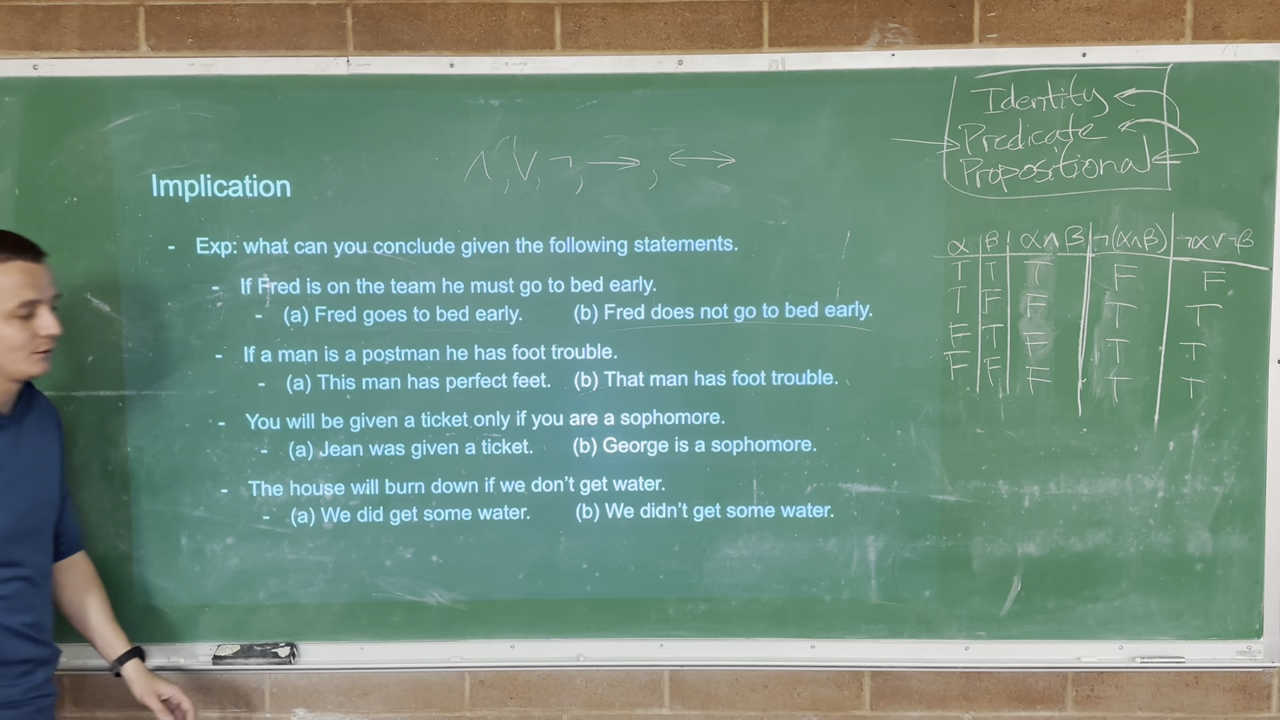 Implication
∧, ∨, ¬, →, ↔
- Exp: what can you conclude given the following statements.
- If Fred is on the team he must go to bed early.
- (a) Fred goes to bed early. (b) Fred does not go to bed early.
- If a man is a postman he has foot trouble.
- (a) This man has perfect feet. (b) That man has foot trouble.
- You will be given a ticket only if you are a sophomore.
- (a) Jean was given a ticket. (b) George is a sophomore.
- The house will burn down if we don't get water.
- (a) We did get some water. (b) We didn't get some water.
Identity
Predicate
Propositional
α β α∧β ¬(α∧β) ¬α∨¬β
T T T F F
T F F T T
F T F T T
F F F T T